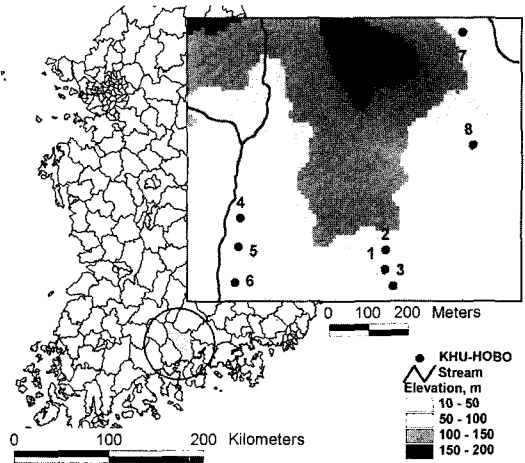 7
8
4
5
6
2
1
3
0 100 200 Meters
KHU-HOBO
Stream
Elevation, m
10 - 50
50 - 100
100 - 150
150 - 200
0 100 200 Kilometers